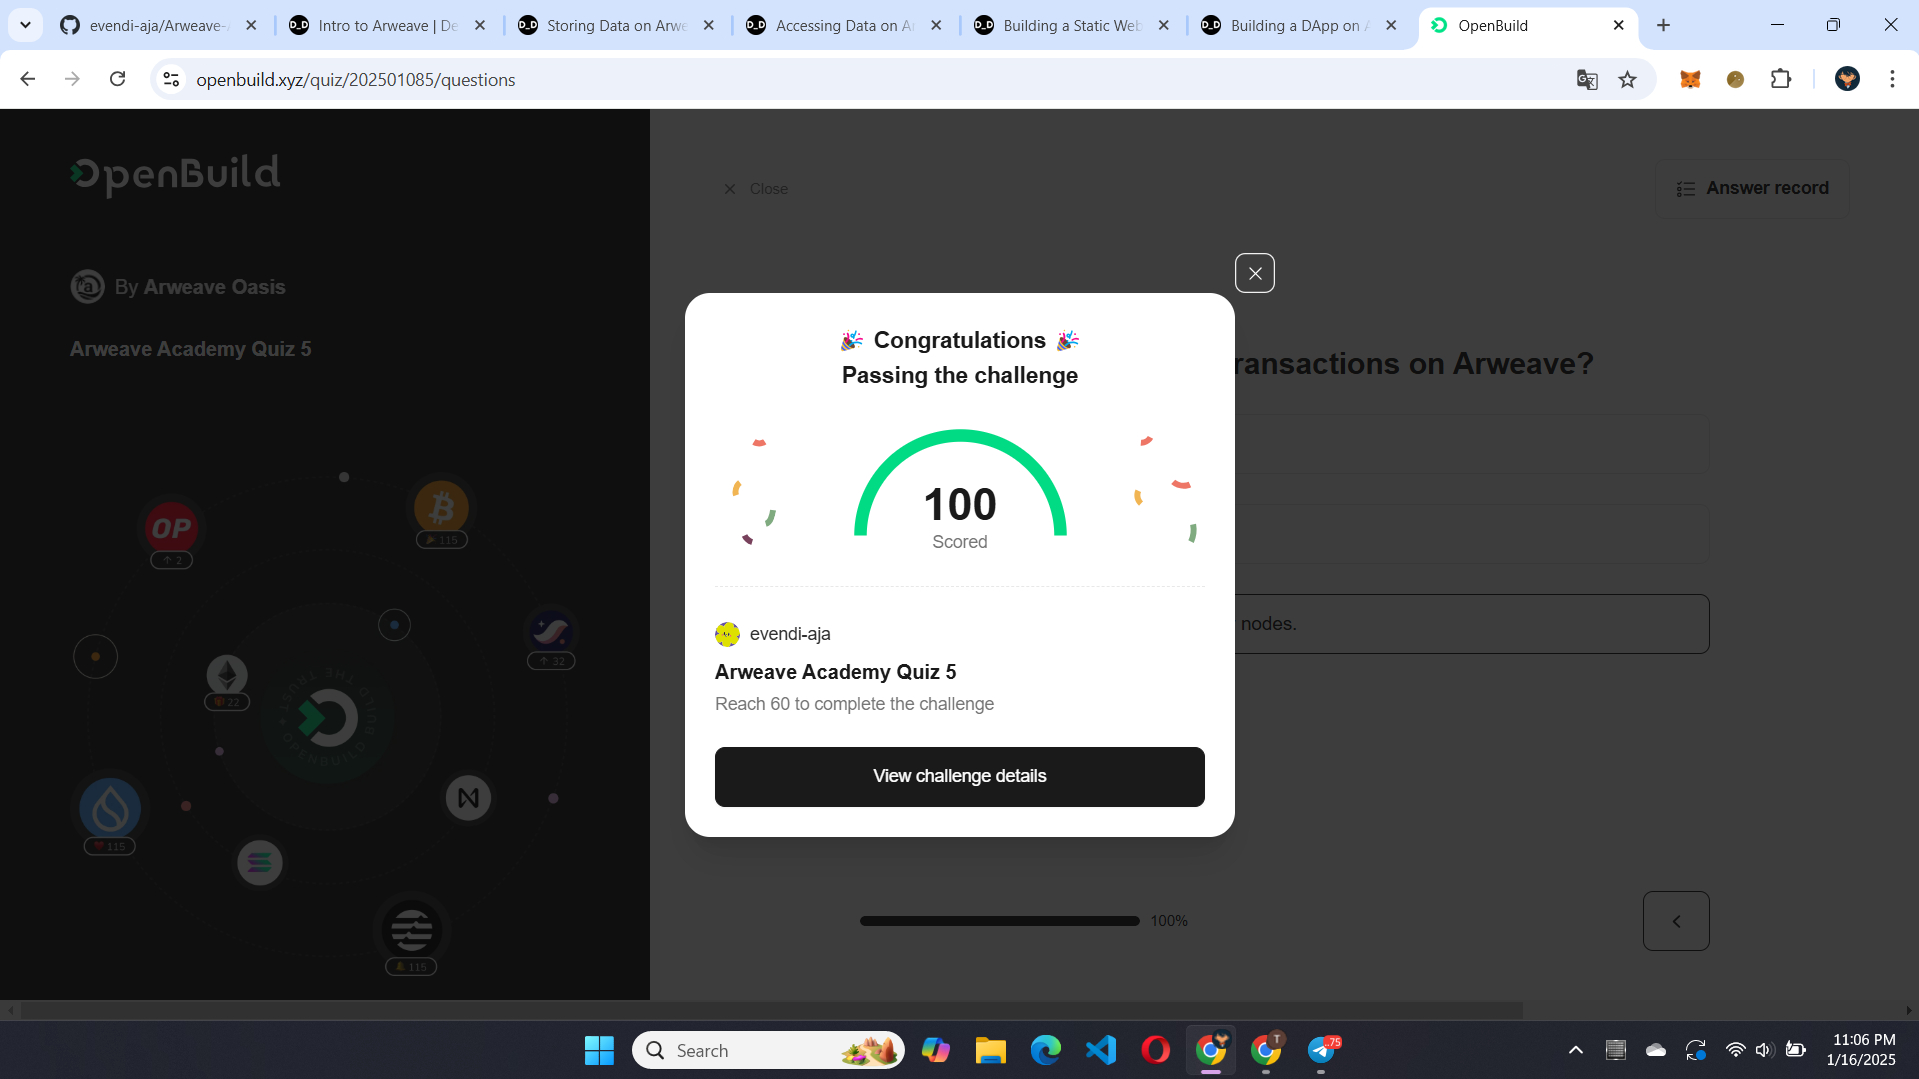 evendi-aja/Arweave-
Intro to Arweave | De
Storing Data on Arwe
Accessing Data on Ar
Building a Static Web
Building a DApp on A
OpenBuild
openbuild.xyz/quiz/202501085/questions
OpenBuild
By Arweave Oasis
Arweave Academy Quiz 5
OP
2
115
32
22
115
115
Close
Answer record
ransactions on Arweave?
nodes.
Congratulations
Passing the challenge
100
Scored
evendi-aja
Arweave Academy Quiz 5
Reach 60 to complete the challenge
View challenge details
100%
Search
T
75
11:06 PM
1/16/2025